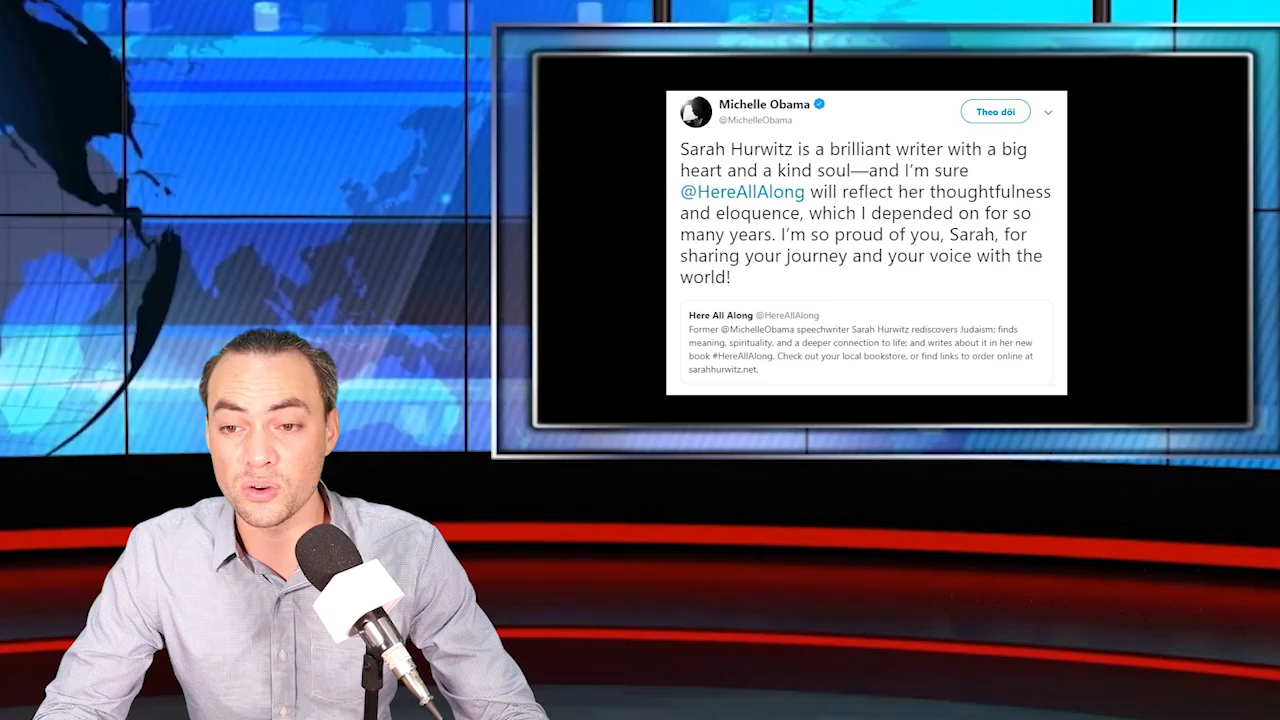 Michelle Obama
@MichelleObama
Theo dõi
Sarah Hurwitz is a brilliant writer with a big
heart and a kind soul—and I'm sure
@HereAllAlong will reflect her thoughtfulness
and eloquence, which I depended on for so
many years. I'm so proud of you, Sarah, for
sharing your journey and your voice with the
world!
Here All Along @HereAllAlong
Former @MichelleObama speechwriter Sarah Hurwitz rediscovers Judaism; finds
meaning, spirituality, and a deeper connection to life; and writes about it in her new
book #HereAllAlong. Check out your local bookstore, or find links to order online at
sarahhurwitz.net.